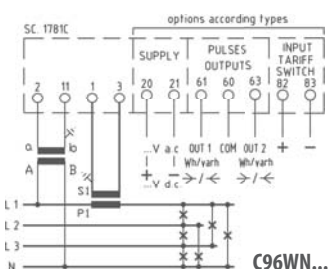 options according types
SC. 1781C
SUPPLY
PULSES
OUTPUTS
INPUT
TARIFF
SWITCH
2 11 1 3 20 21 61 60 63 82 83
a b
A B
...V a.c
+ −
...V d.c
OUT 1 COM OUT 2
Wh/varh Wh/varh
+ −
S1
P1
L 1
L 2
L 3
N
C96WN...